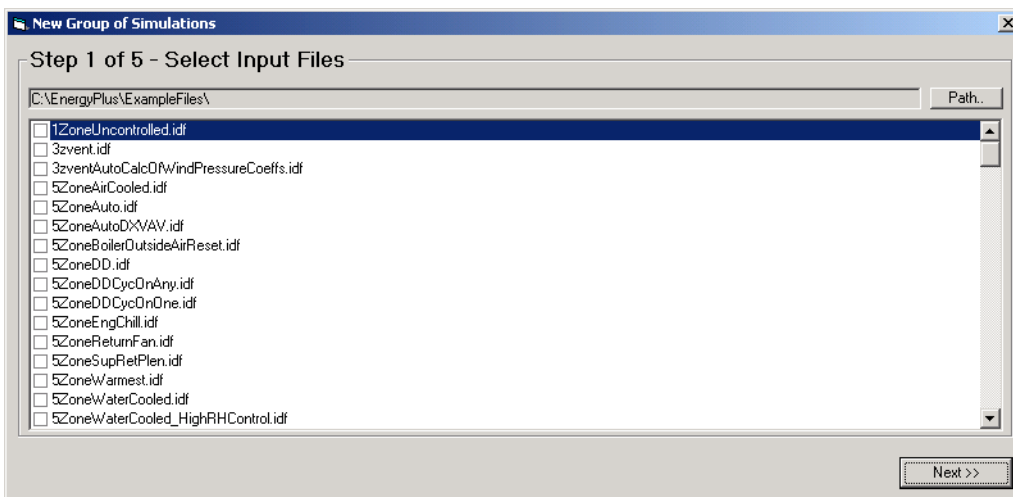 New Group of Simulations
Step 1 of 5 - Select Input Files
C:\EnergyPlus\ExampleFiles\ Path..
1ZoneUncontrolled.idf
3zvent.idf
3zventAutoCalcOfWindPressureCoeffs.idf
5ZoneAirCooled.idf
5ZoneAuto.idf
5ZoneAutoDXVAV.idf
5ZoneBoilerOutsideAirReset.idf
5ZoneDD.idf
5ZoneDDCycOnAny.idf
5ZoneDDCycOnOne.idf
5ZoneEngChill.idf
5ZoneReturnFan.idf
5ZoneSupRetPlen.idf
5ZoneWarmest.idf
5ZoneWaterCooled.idf
5ZoneWaterCooled_HighRHControl.idf
Next >>